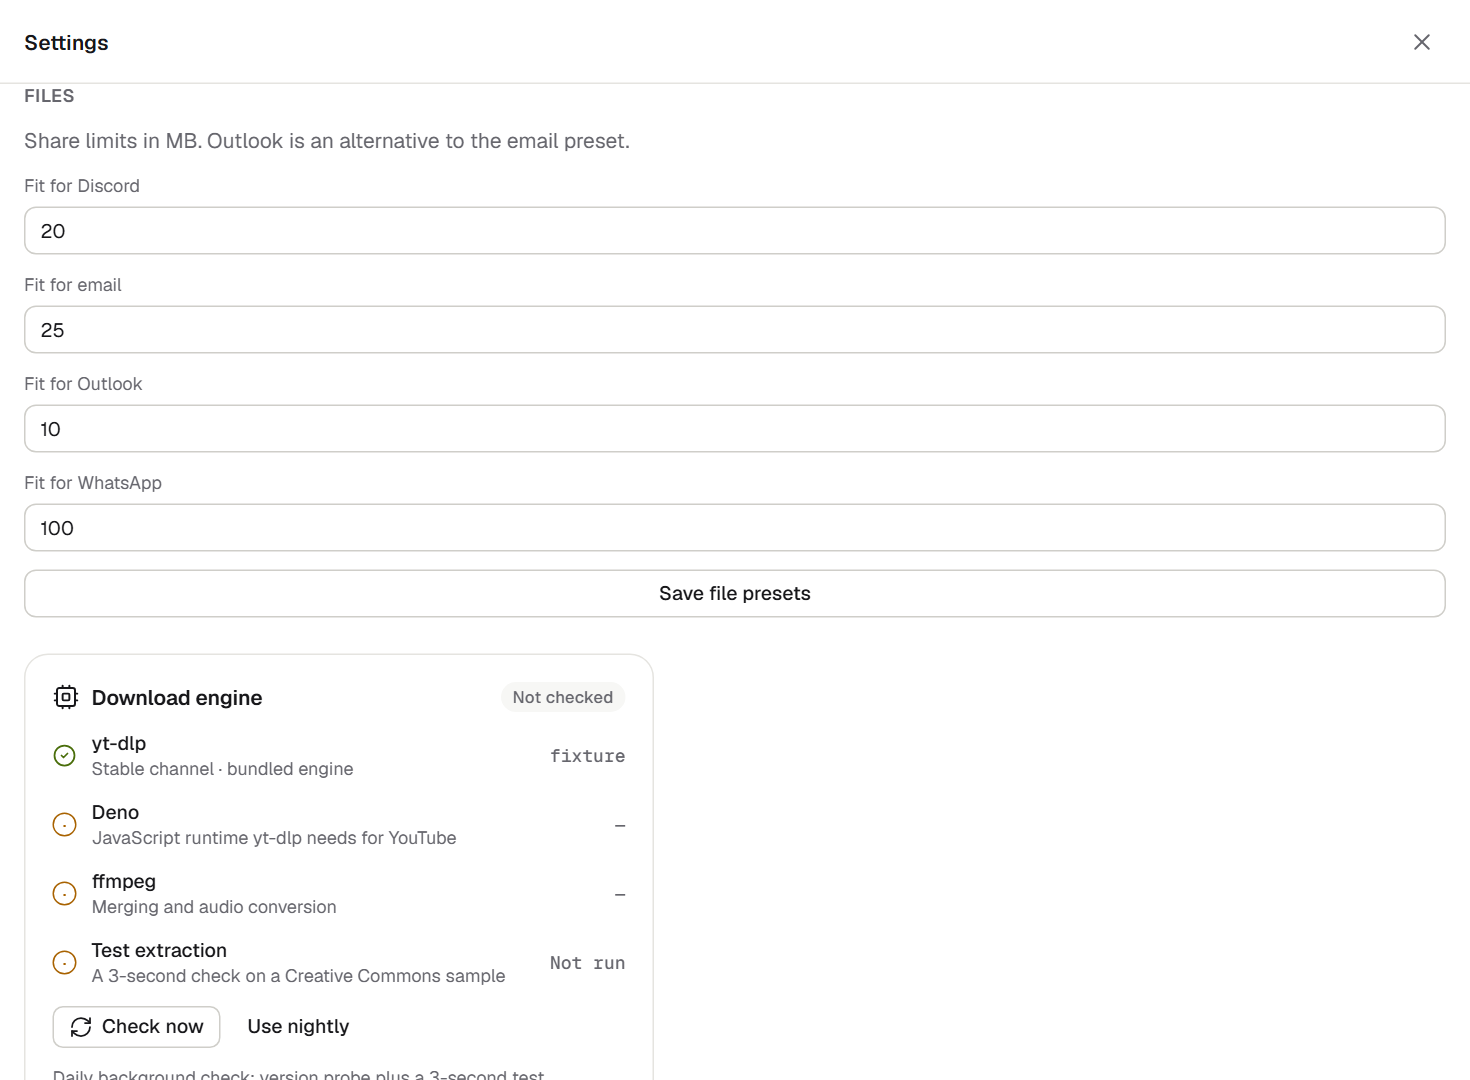 Settings
FILES
Share limits in MB. Outlook is an alternative to the email preset.
Fit for Discord
20
Fit for email
25
Fit for Outlook
10
Fit for WhatsApp
100
Save file presets
Download engine
Not checked
yt-dlp
Stable channel · bundled engine
fixture
Deno
JavaScript runtime yt-dlp needs for YouTube
–
ffmpeg
Merging and audio conversion
–
Test extraction
A 3-second check on a Creative Commons sample
Not run
Check now
Use nightly
Daily background check: version probe plus a 3-second test